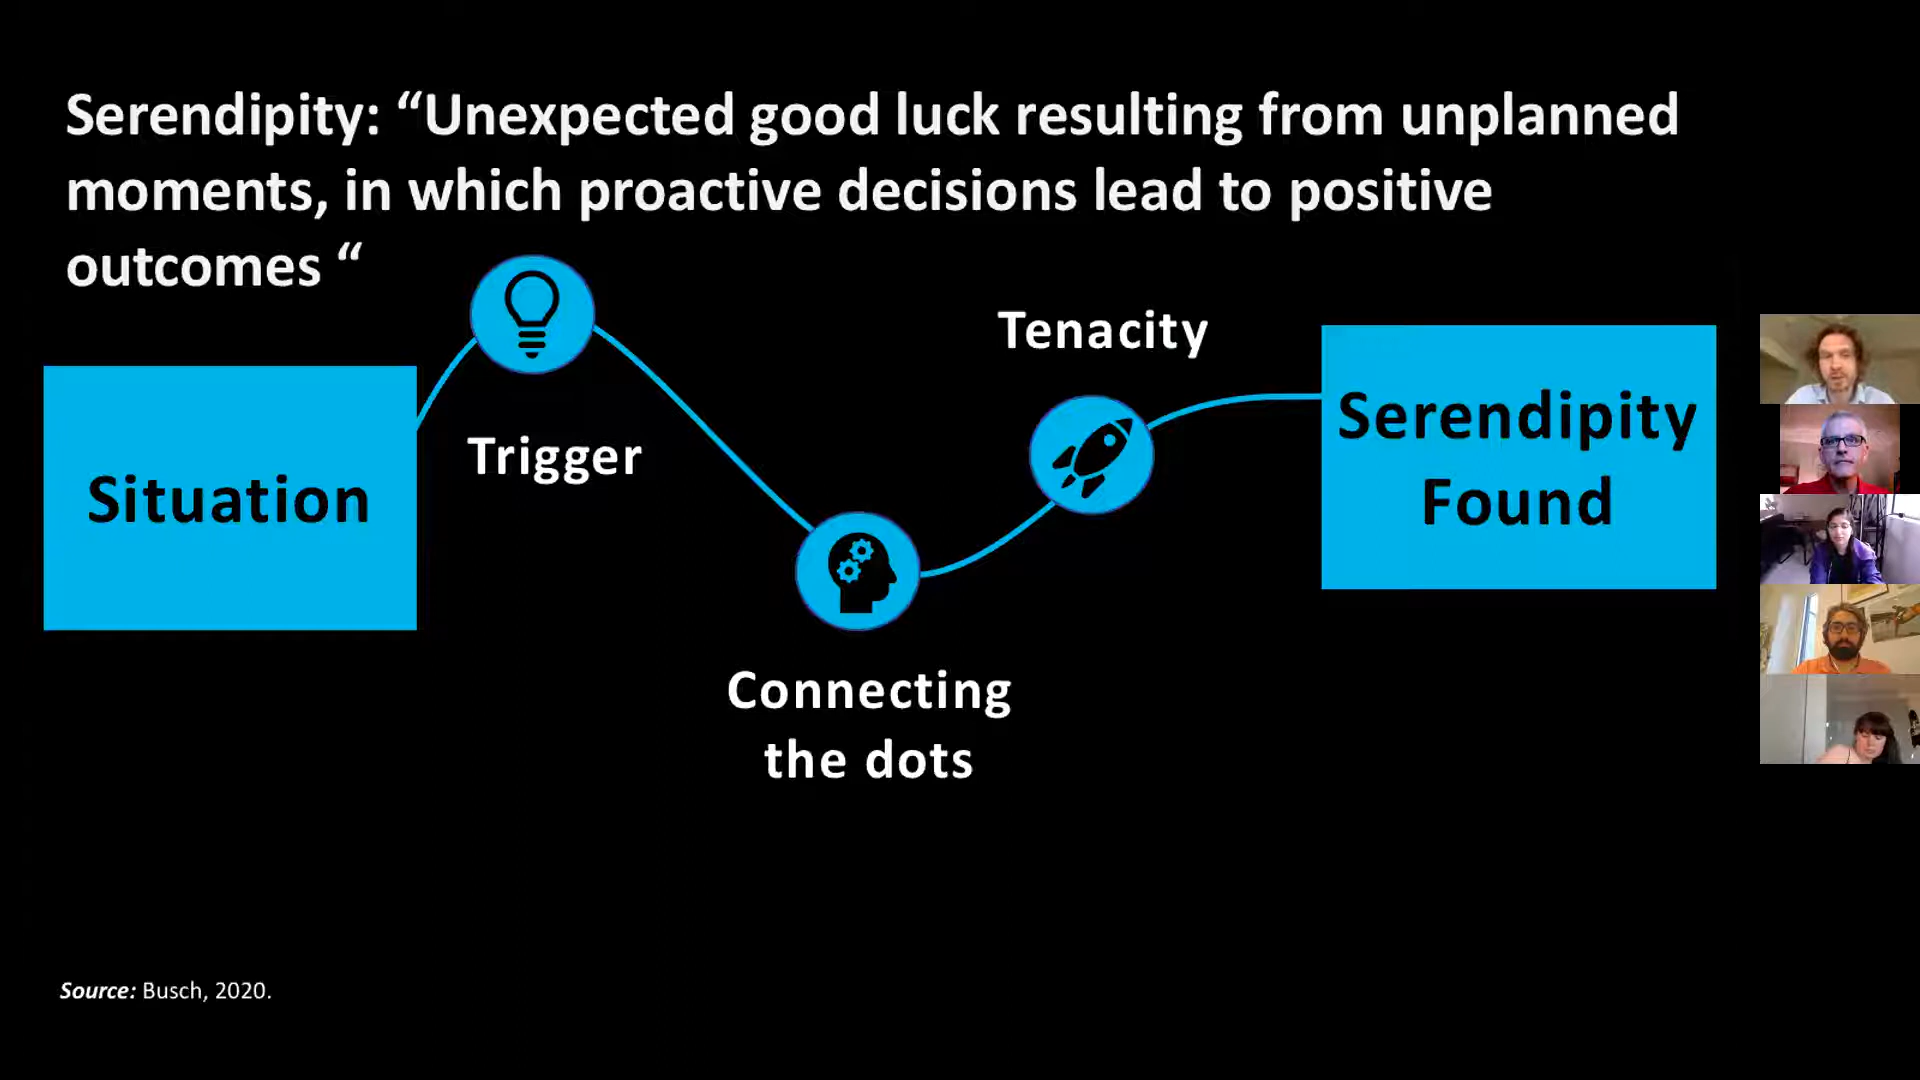 Serendipity: “Unexpected good luck resulting from unplanned
moments, in which proactive decisions lead to positive
outcomes “
Situation
Trigger
Connecting
the dots
Tenacity
Serendipity
Found
Source: Busch, 2020.